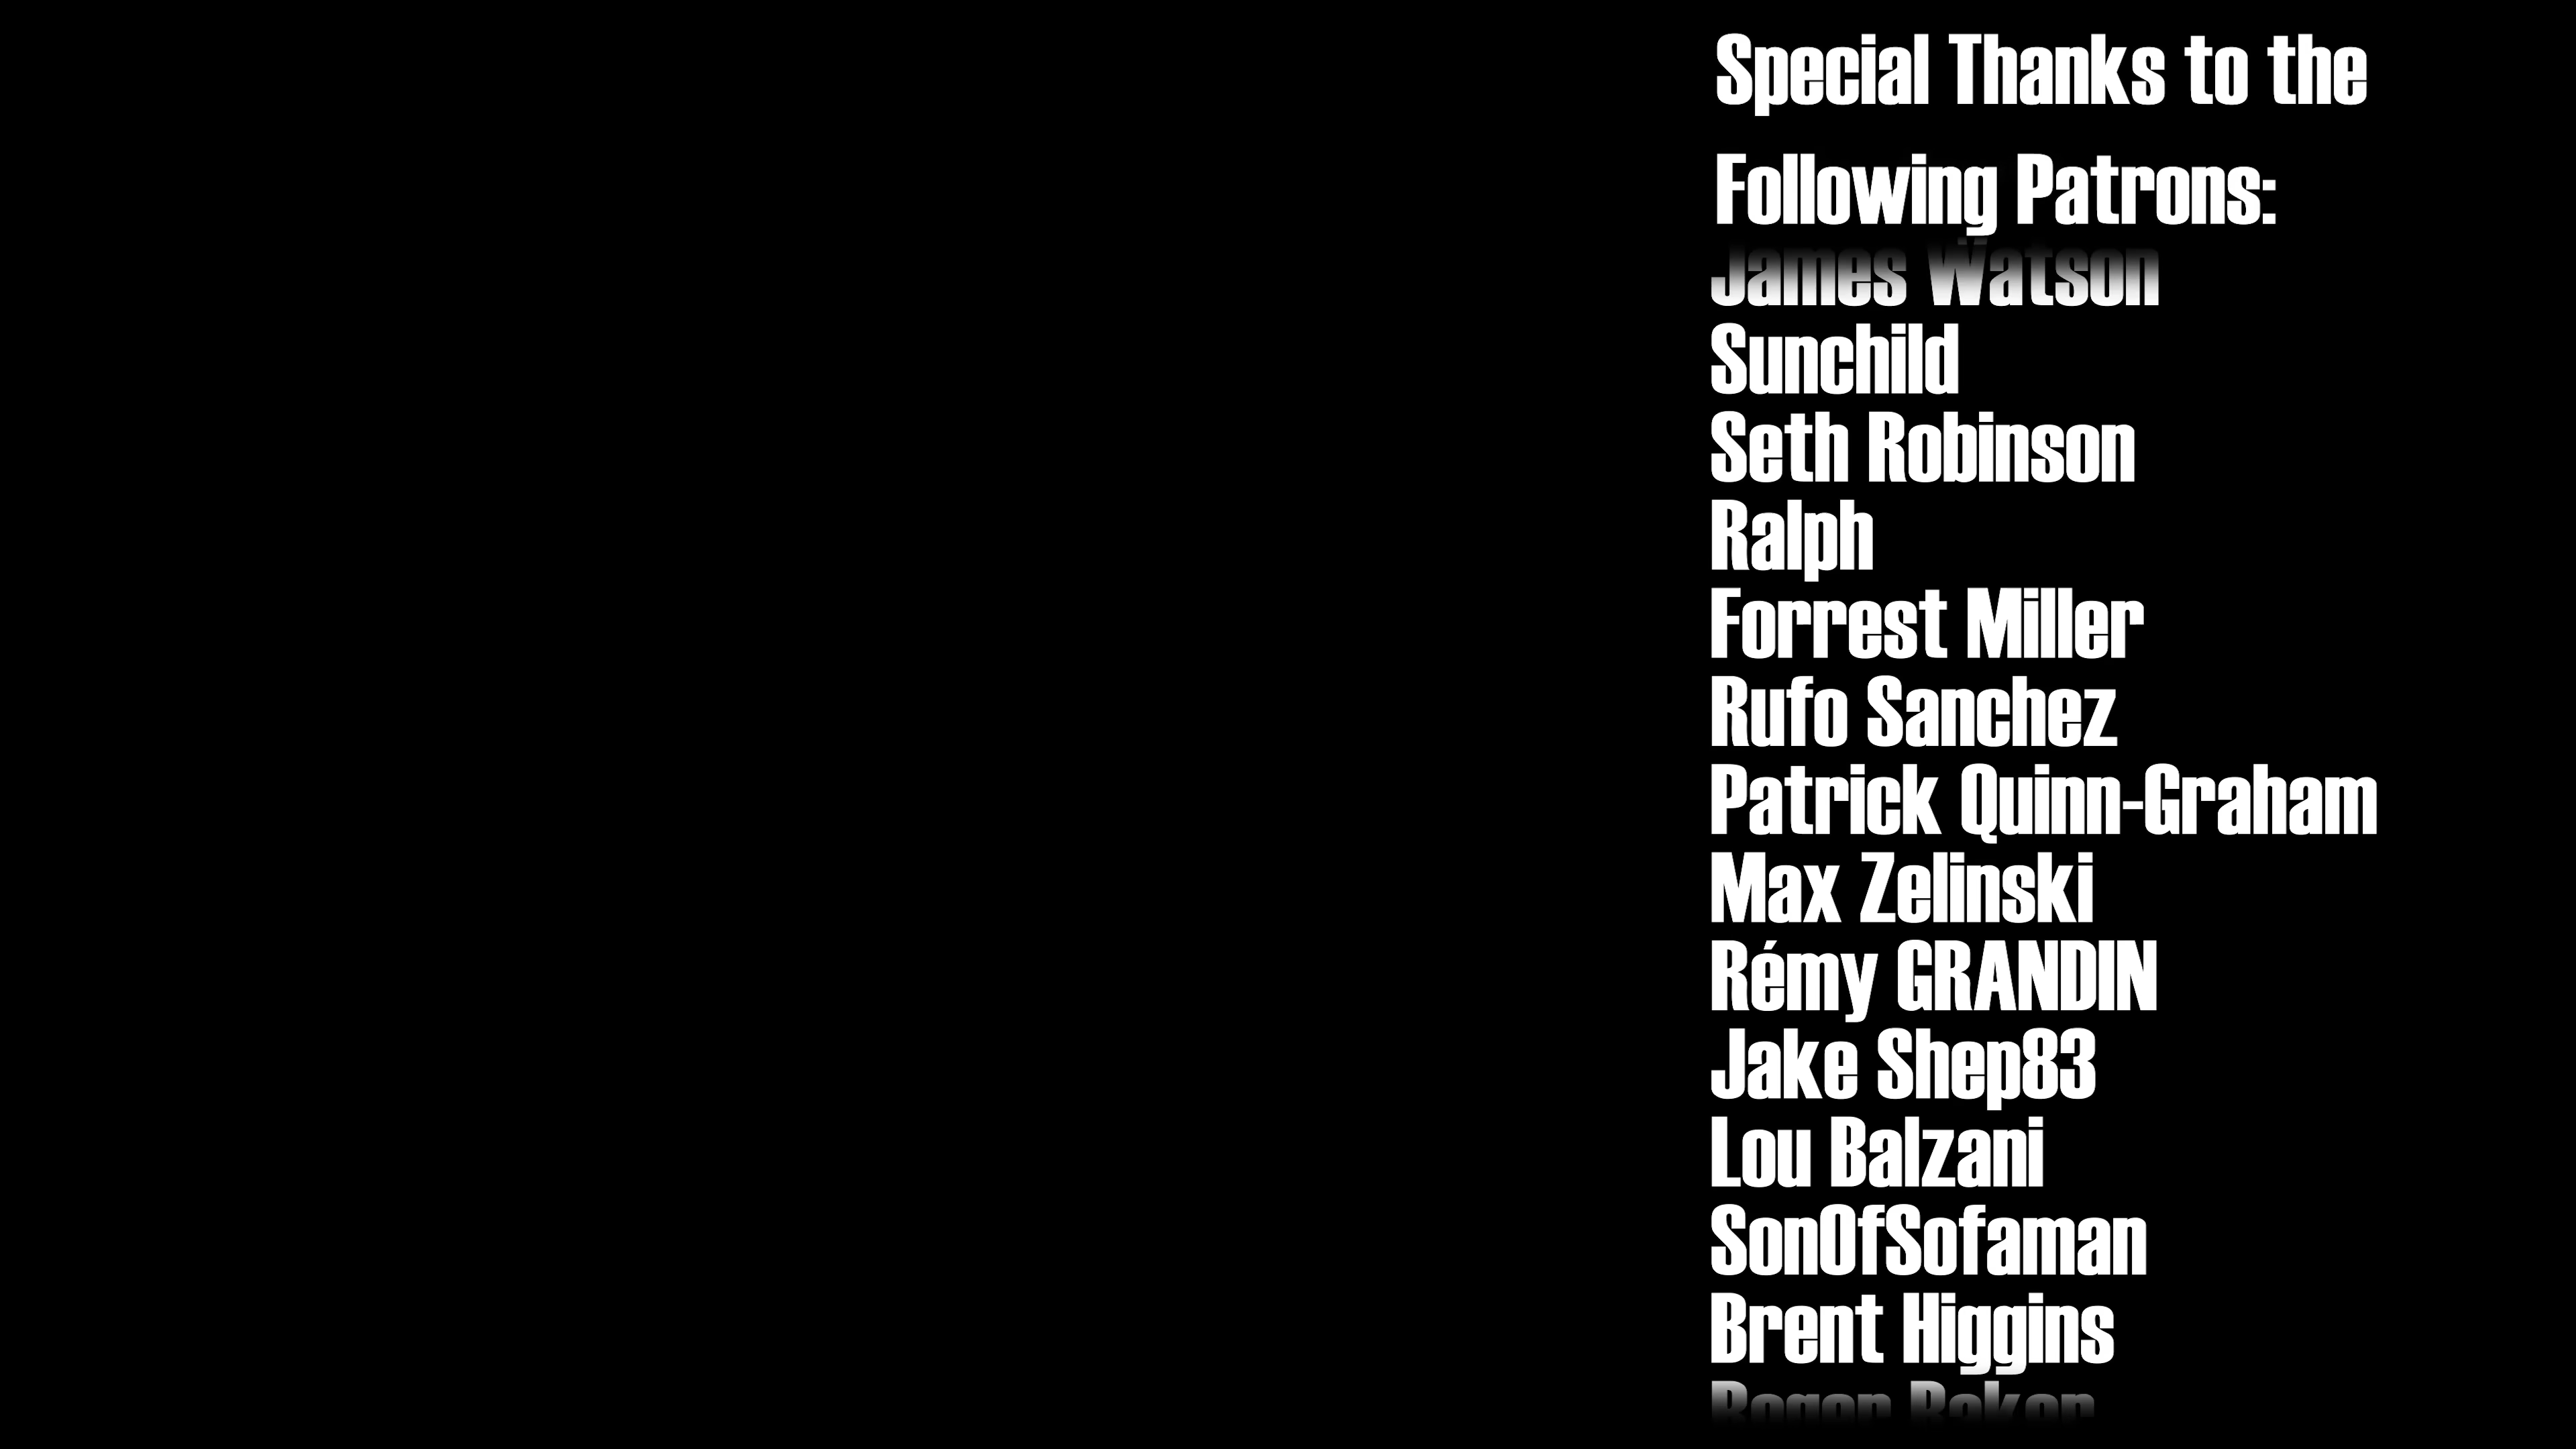 Special Thanks to the
Following Patrons:
James Watson
Sunchild
Seth Robinson
Ralph
Forrest Miller
Rufo Sanchez
Patrick Quinn-Graham
Max Zelinski
Rémy GRANDIN
Jake Shep83
Lou Balzani
SonOfSofaman
Brent Higgins